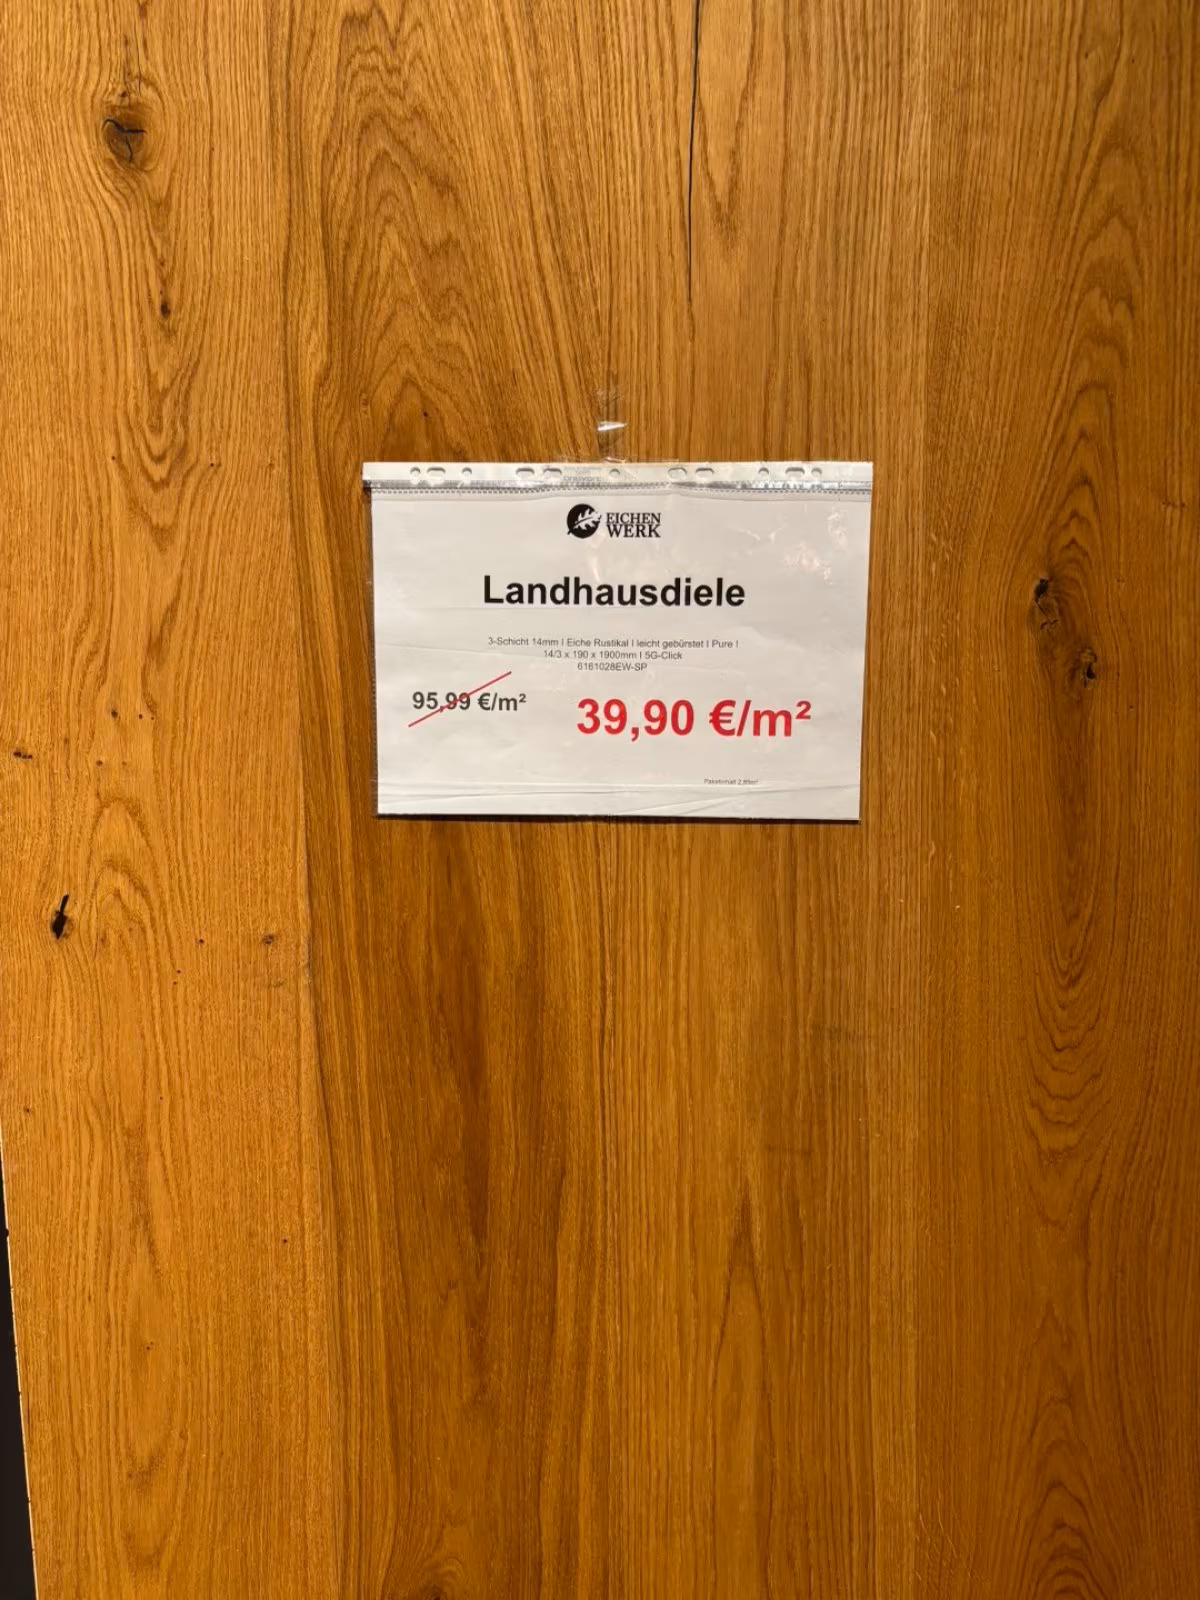 EICHEN
WERK
Landhausdiele
3-Schicht 14mm I Eiche Rustikal I leicht gebürstet I Pure I
14/3 x 190 x 1900mm I 5G-Click
6161028EW-SP
95,99 €/m²
39,90 €/m²
Paketinhalt